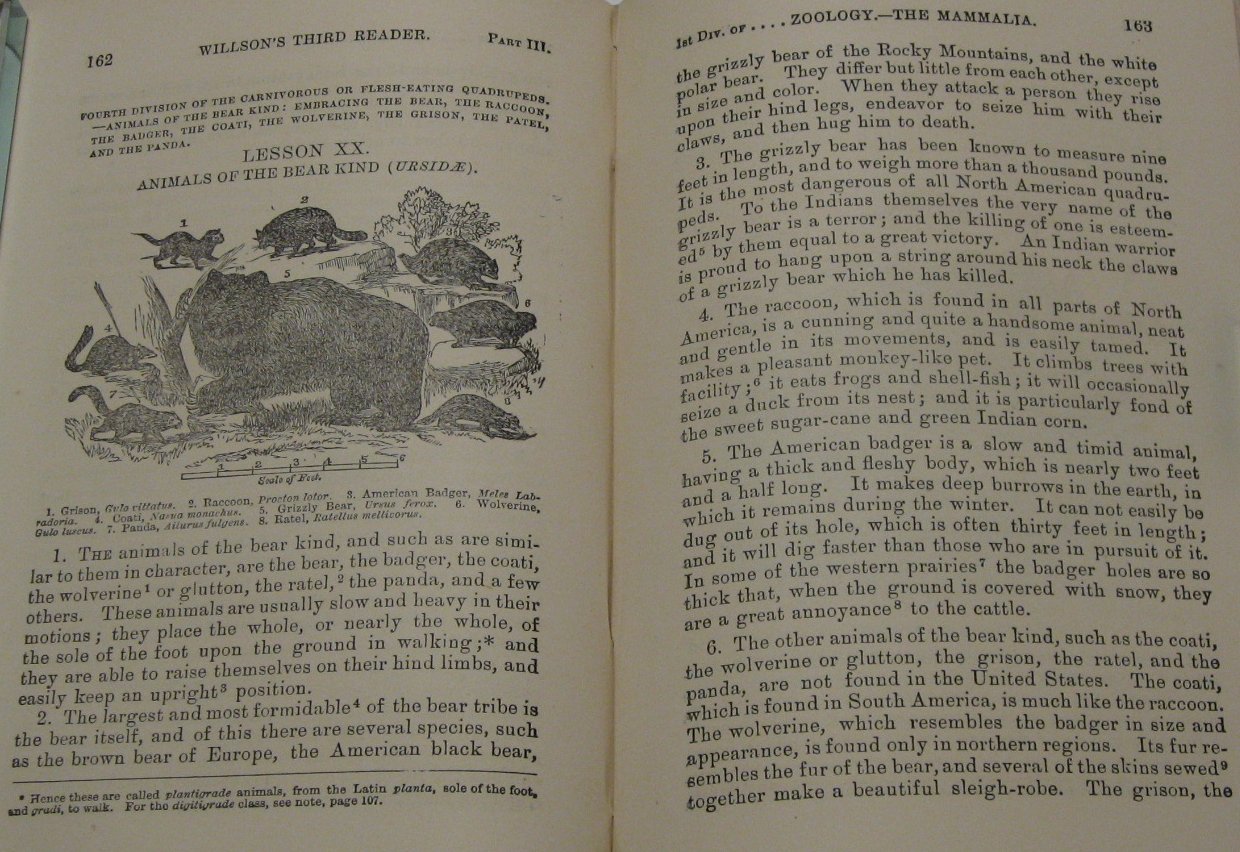 162
WILLSON'S THIRD READER.
PART III.
FOURTH DIVISION OF THE CARNIVOROUS OR FLESH-EATING QUADRUPEDS.
—ANIMALS OF THE BEAR KIND: EMBRACING THE BEAR, THE RACCOON,
THE BADGER, THE COATI, THE WOLVERINE, THE GRISON, THE PATEL,
AND THE PANDA.
LESSON XX.
ANIMALS OF THE BEAR KIND (URSIDÆ).
1
2
3
5
6
4
7
8
1 2 3 4 5 6
Scale of Feet.
1. Grison, Gulo vittatus. 2. Raccoon, Procton lotor. 3. American Badger, Meles Lab-
radoria. 4. Coati, Nasua monachus. 5. Grizzly Bear, Ursus ferox. 6. Wolverine,
Gulo luscus. 7. Panda, Ailurus fulgens. 8. Ratel, Ratellus mellicorus.
1. THE animals of the bear kind, and such as are simi-
lar to them in character, are the bear, the badger, the coati,
the wolverine¹ or glutton, the ratel,² the panda, and a few
others. These animals are usually slow and heavy in their
motions; they place the whole, or nearly the whole, of
the sole of the foot upon the ground in walking;* and
they are able to raise themselves on their hind limbs, and
easily keep an upright³ position.
2. The largest and most formidable⁴ of the bear tribe is
the bear itself, and of this there are several species, such
as the brown bear of Europe, the American black bear,
* Hence these are called plantigrade animals, from the Latin planta, sole of the foot,
and gradi, to walk. For the digitigrade class, see note, page 107.
1st DIV. OF . . . . ZOOLOGY.—THE MAMMALIA.
163
the grizzly bear of the Rocky Mountains, and the white
polar bear. They differ but little from each other, except
in size and color. When they attack a person they rise
upon their hind legs, endeavor to seize him with their
claws, and then hug him to death.
3. The grizzly bear has been known to measure nine
feet in length, and to weigh more than a thousand pounds.
It is the most dangerous of all North American quadru-
peds. To the Indians themselves the very name of the
grizzly bear is a terror; and the killing of one is esteem-
ed⁵ by them equal to a great victory. An Indian warrior
is proud to hang upon a string around his neck the claws
of a grizzly bear which he has killed.
4. The raccoon, which is found in all parts of North
America, is a cunning and quite a handsome animal, neat
and gentle in its movements, and is easily tamed. It
makes a pleasant monkey-like pet. It climbs trees with
facility;⁶ it eats frogs and shell-fish; it will occasionally
seize a duck from its nest; and it is particularly fond of
the sweet sugar-cane and green Indian corn.
5. The American badger is a slow and timid animal,
having a thick and fleshy body, which is nearly two feet
and a half long. It makes deep burrows in the earth, in
which it remains during the winter. It can not easily be
dug out of its hole, which is often thirty feet in length;
and it will dig faster than those who are in pursuit of it.
In some of the western prairies⁷ the badger holes are so
thick that, when the ground is covered with snow, they
are a great annoyance⁸ to the cattle.
6. The other animals of the bear kind, such as the coati,
the wolverine or glutton, the grison, the ratel, and the
panda, are not found in the United States. The coati,
which is found in South America, is much like the raccoon.
The wolverine, which resembles the badger in size and
appearance, is found only in northern regions. Its fur re-
sembles the fur of the bear, and several of the skins sewed⁹
together make a beautiful sleigh-robe. The grison, the